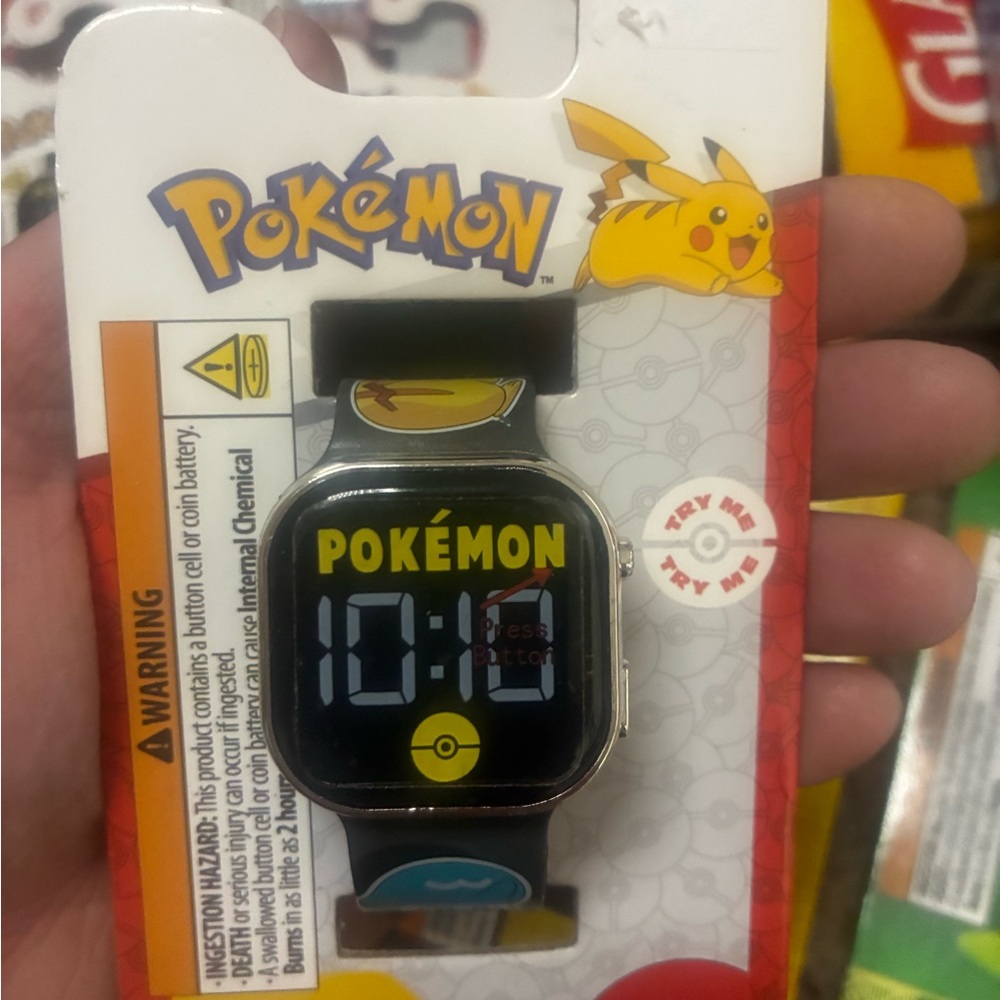 GLA
POKÉMON
TM
WARNING
• INGESTION HAZARD: This product contains a button cell or coin battery.
• DEATH or serious injury can occur if ingested.
• A swallowed button cell or coin battery can cause Internal Chemical
Burns in as little as 2 hour
POKÉMON
10:10
Press
Button
TRY ME
TRY ME